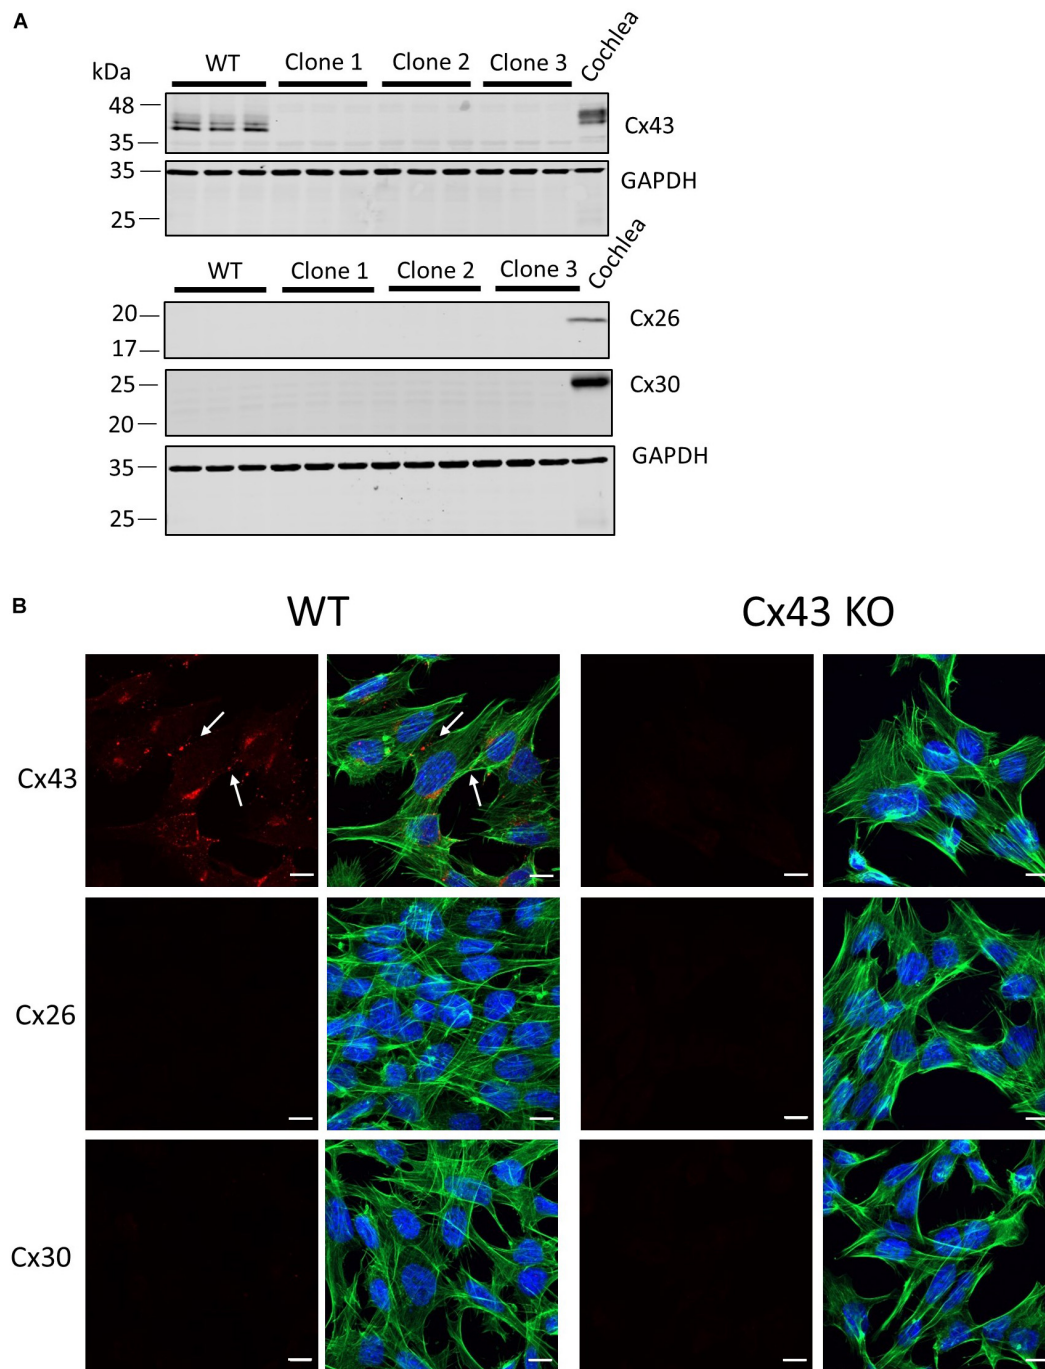 A
kDa
WT Clone 1 Clone 2 Clone 3 Cochlea
48
Cx43
35
35
GAPDH
25
WT Clone 1 Clone 2 Clone 3 Cochlea
20
Cx26
17
25
Cx30
20
35
GAPDH
25
B
WT Cx43 KO
Cx43
Cx26
Cx30